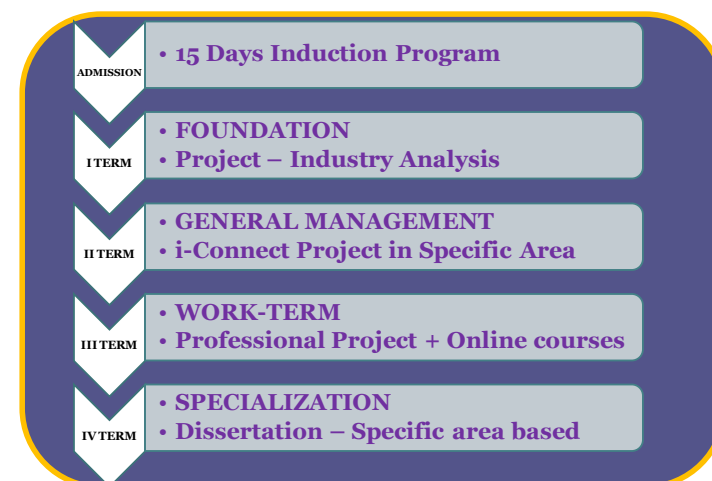 ADMISSION
• 15 Days Induction Program
I TERM
• FOUNDATION
• Project – Industry Analysis
II TERM
• GENERAL MANAGEMENT
• i-Connect Project in Specific Area
III TERM
• WORK-TERM
• Professional Project + Online courses
IV TERM
• SPECIALIZATION
• Dissertation – Specific area based